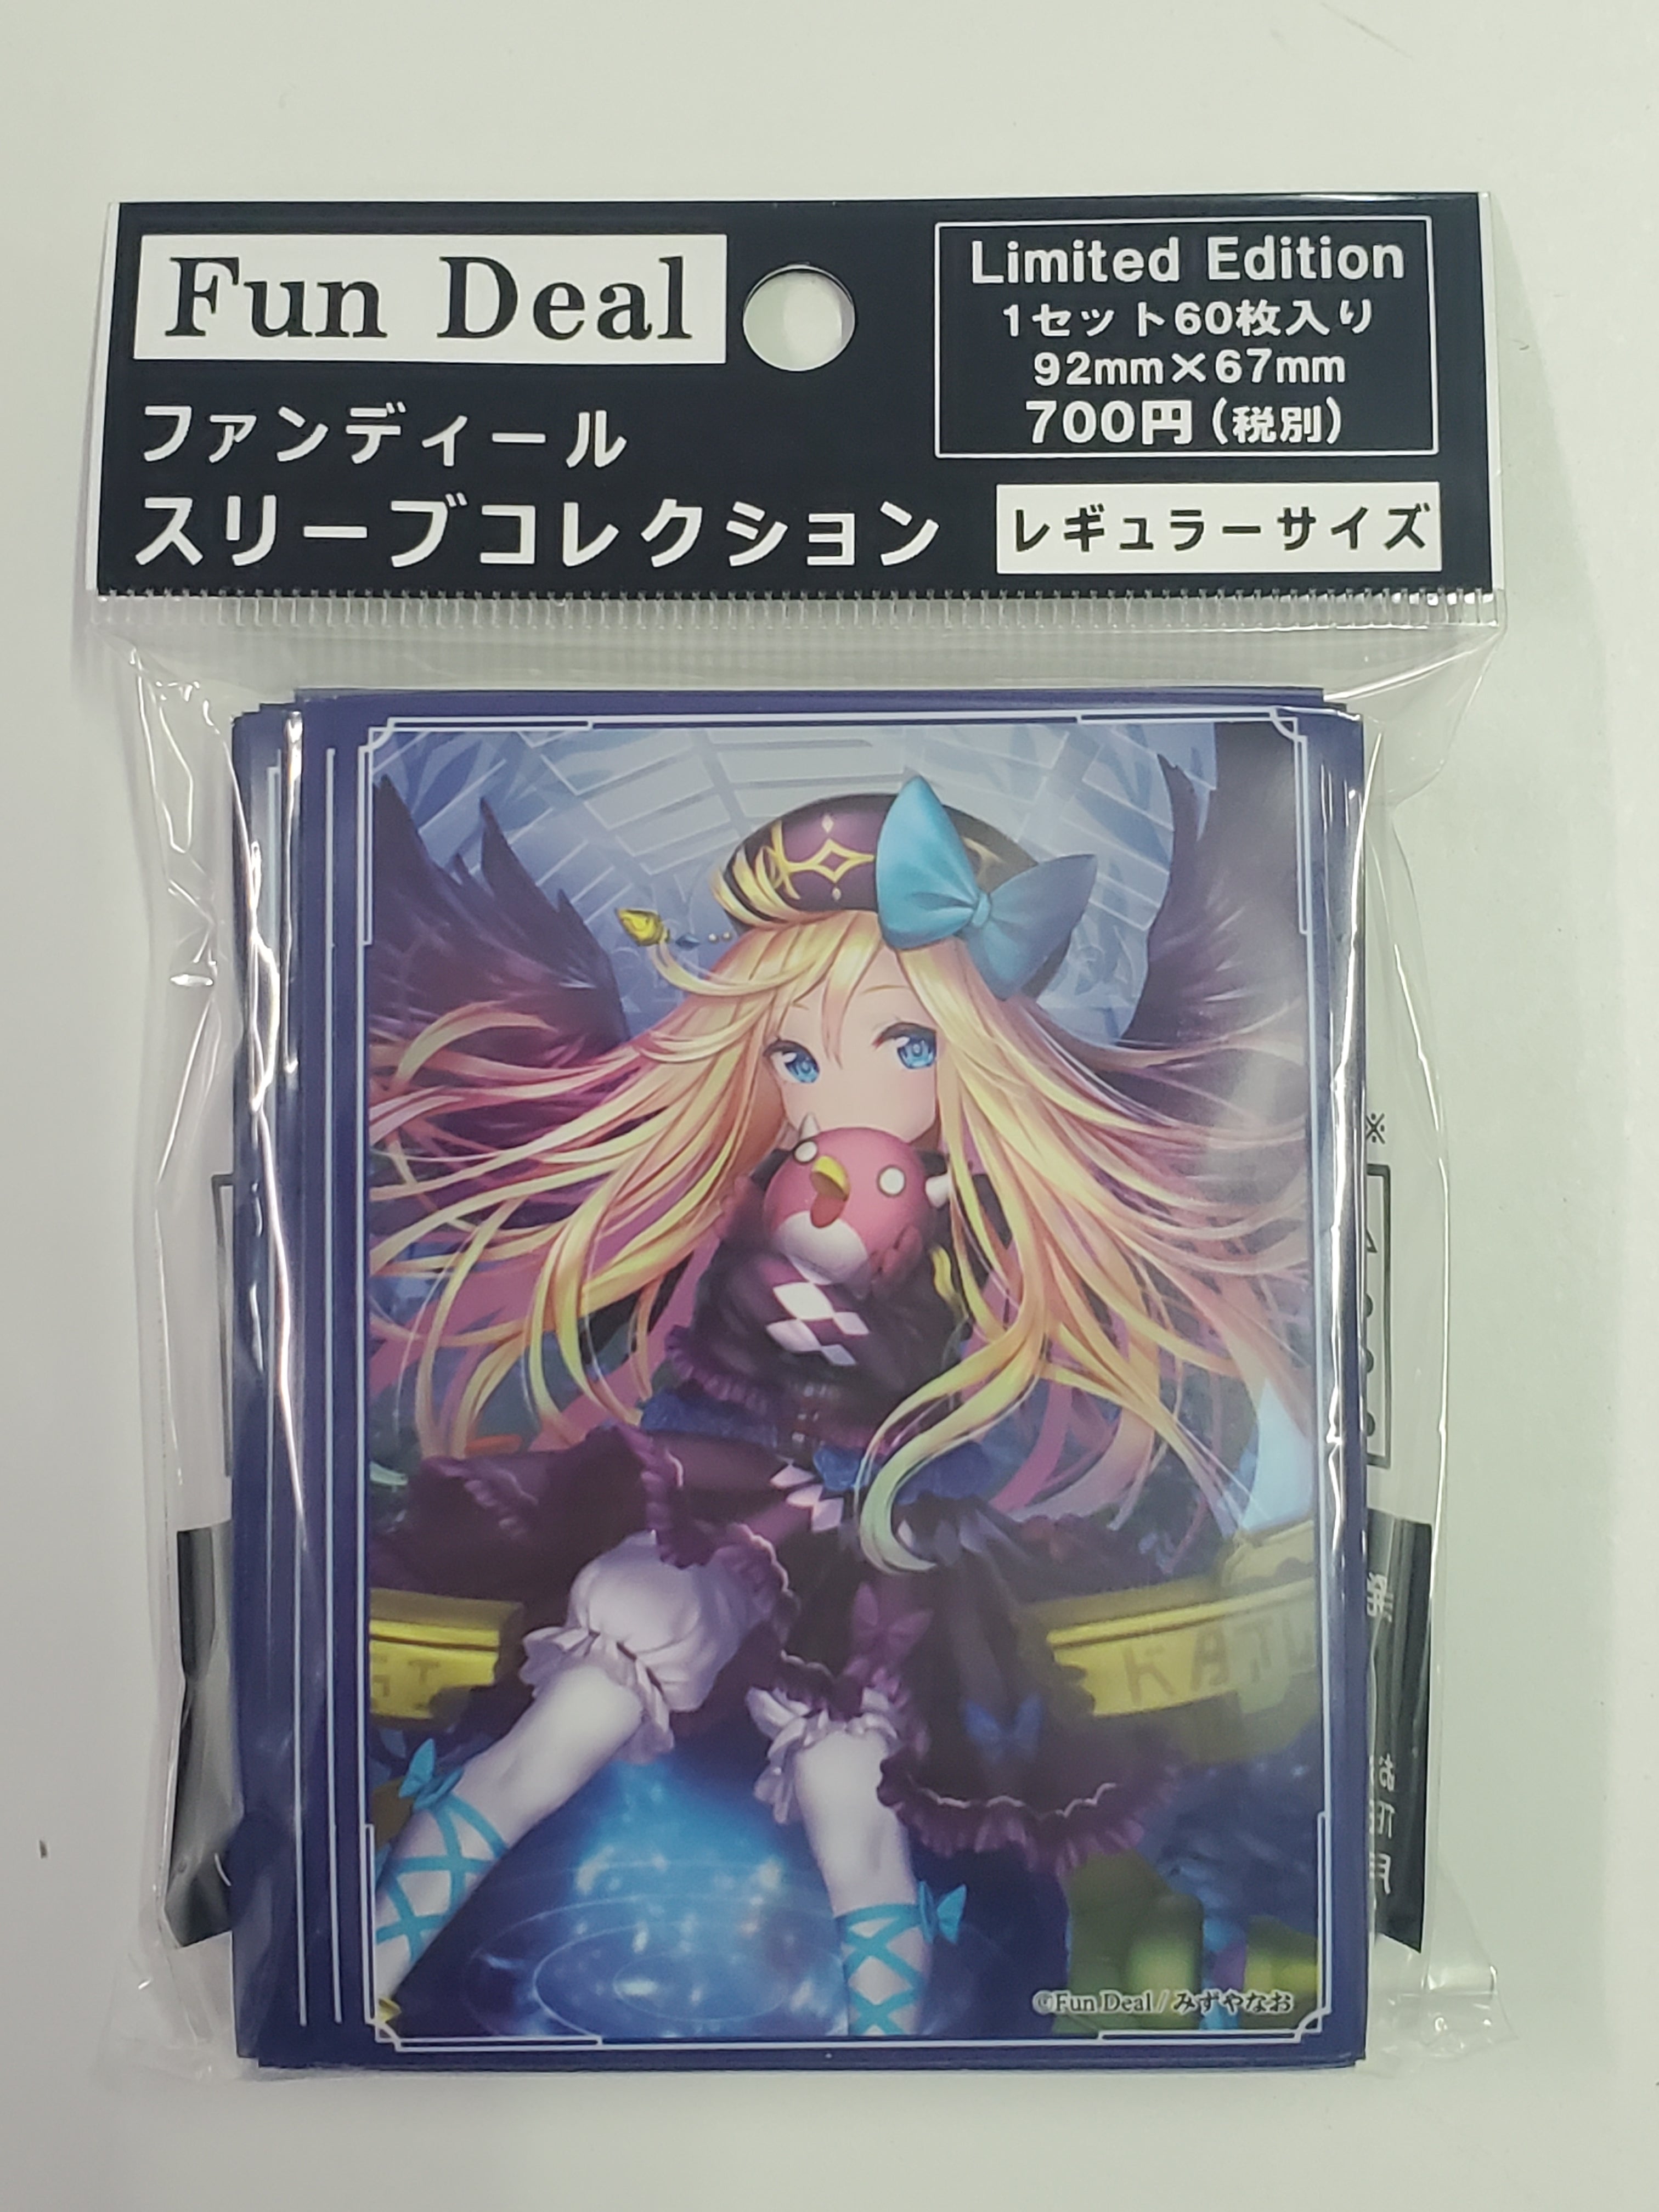 Fun Deal
ファンディール
スリーブコレクション
Limited Edition
1セット60枚入り
92mm×67mm
700円(税別)
レギュラーサイズ
※
KATU
©Fun Deal / みずやなお